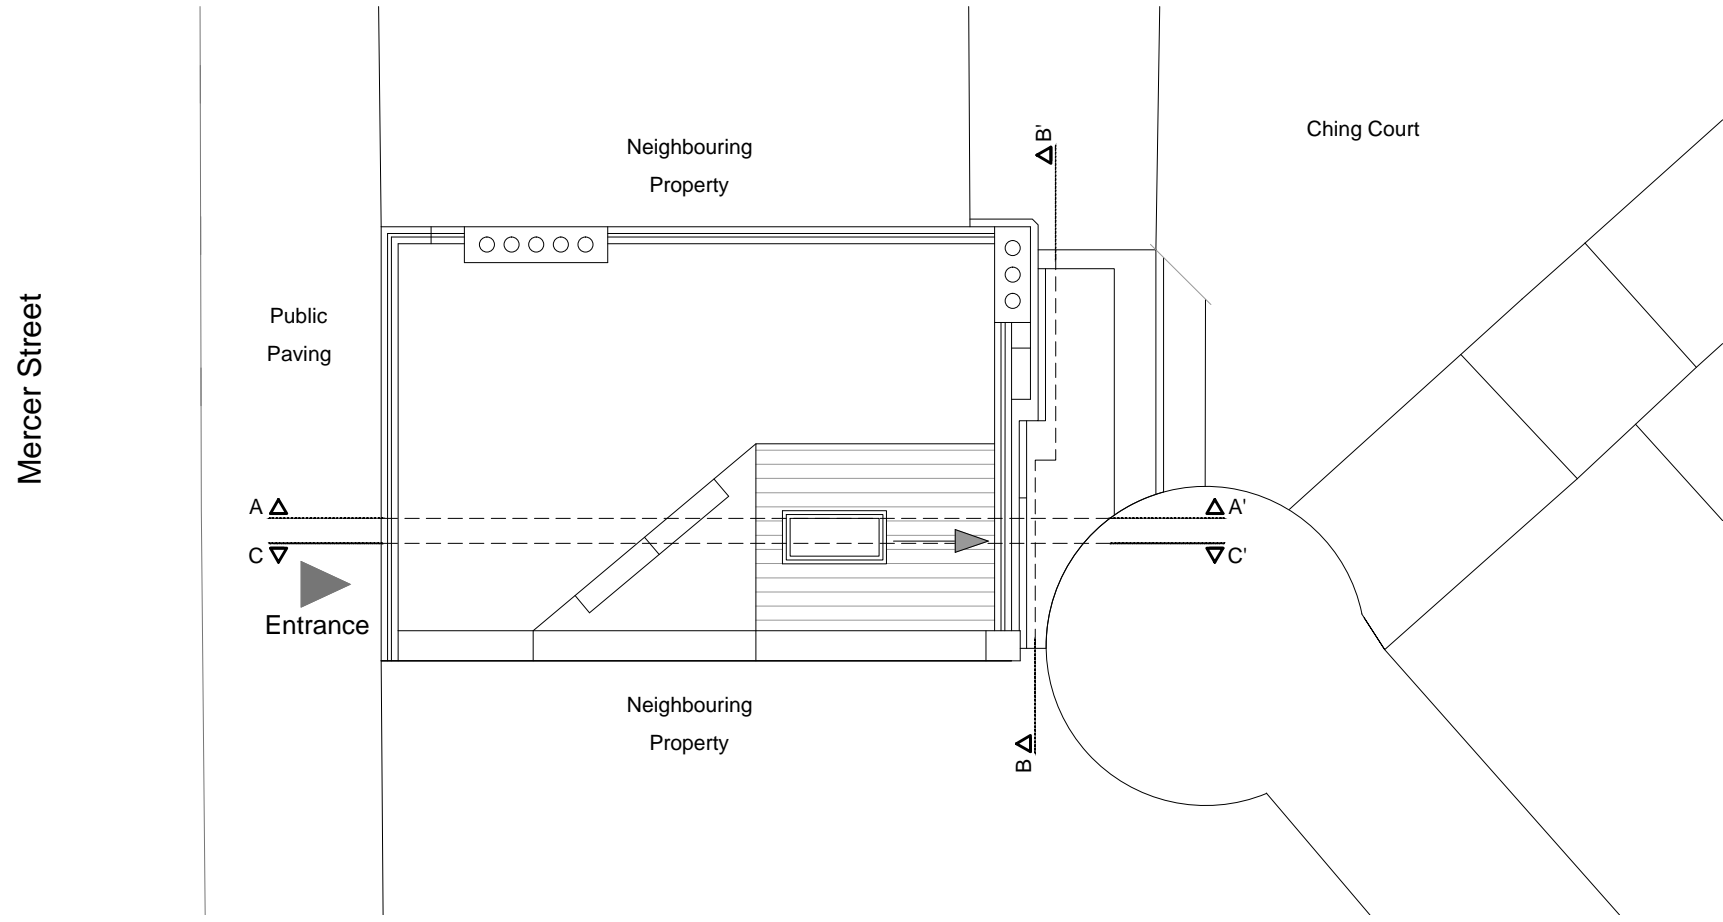 Ching Court
B'
Neighbouring
Property
Mercer Street
Public
Paving
A
A'
C
C'
Entrance
Neighbouring
Property
B